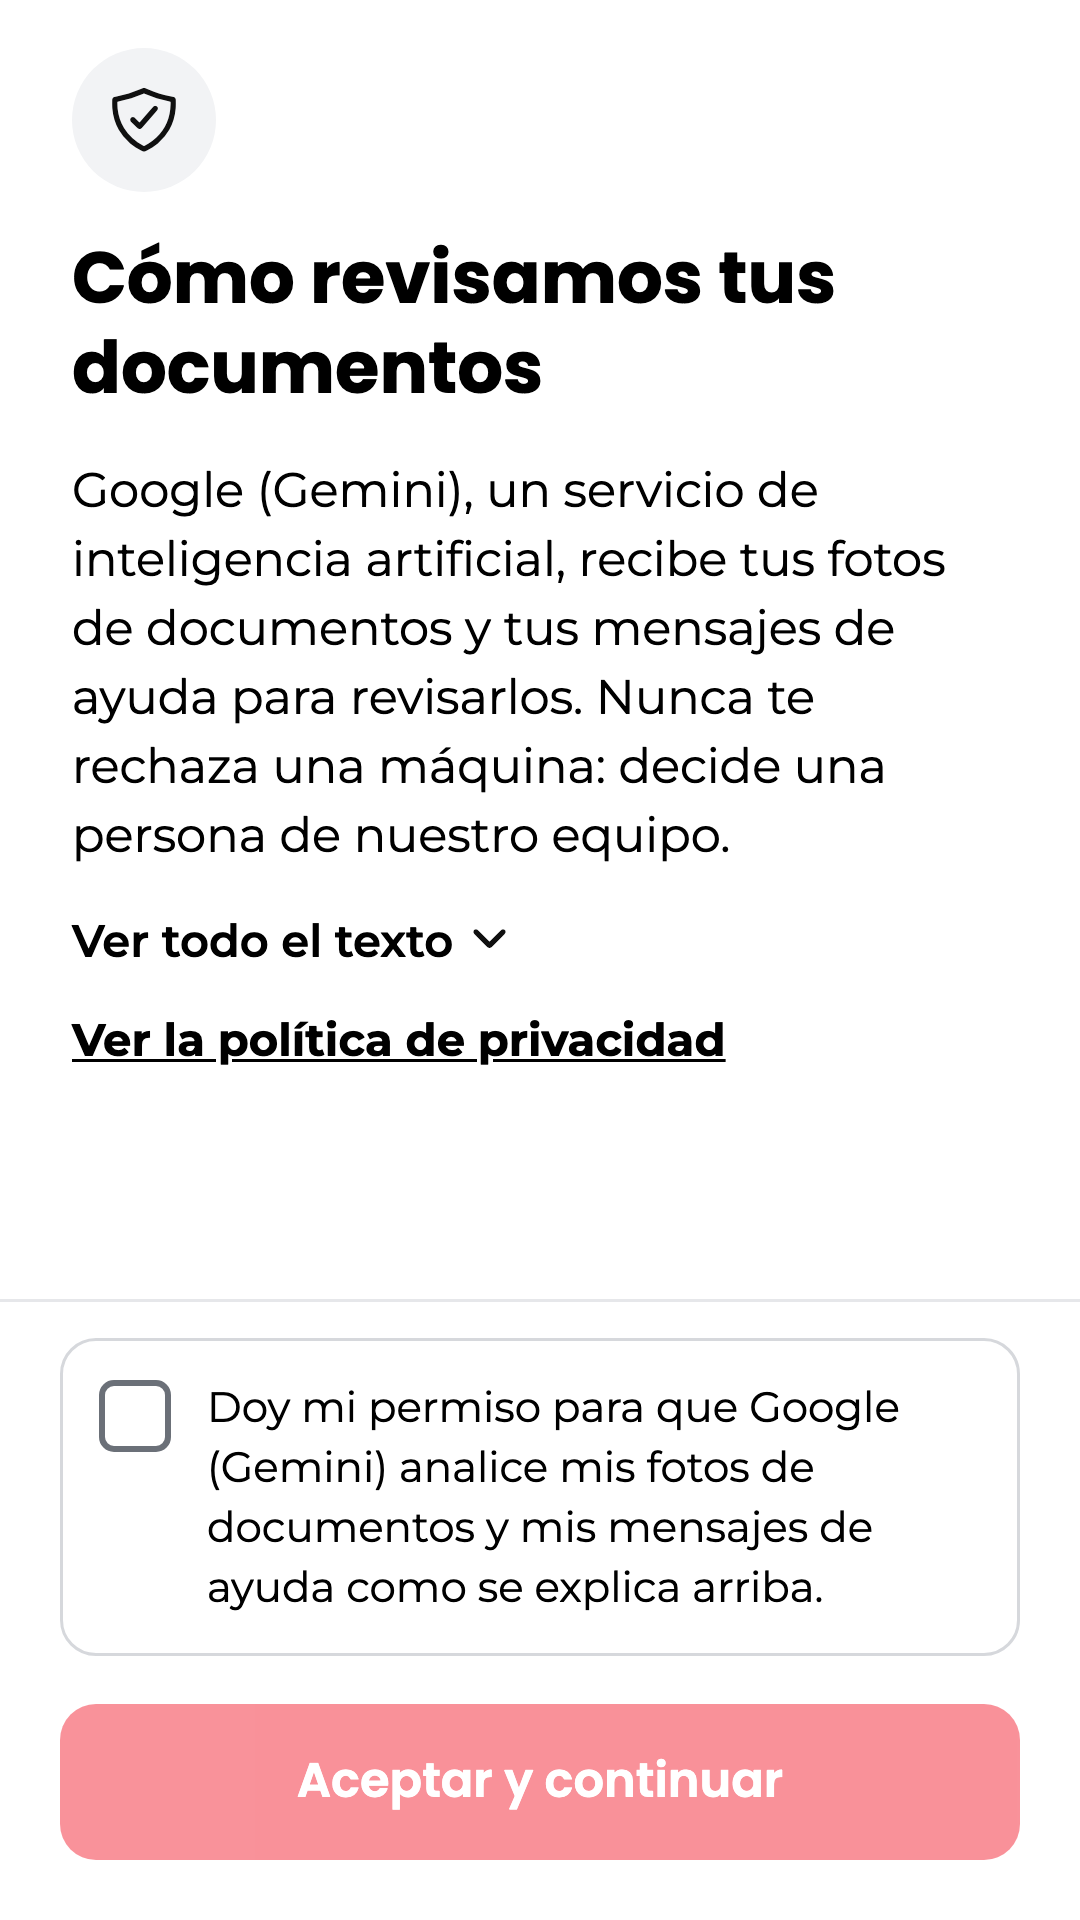 Cómo revisamos tus
documentos
Google (Gemini), un servicio de
inteligencia artificial, recibe tus fotos
de documentos y tus mensajes de
ayuda para revisarlos. Nunca te
rechaza una máquina: decide una
persona de nuestro equipo.
Ver todo el texto
Ver la política de privacidad
Doy mi permiso para que Google
(Gemini) analice mis fotos de
documentos y mis mensajes de
ayuda como se explica arriba.
Aceptar y continuar